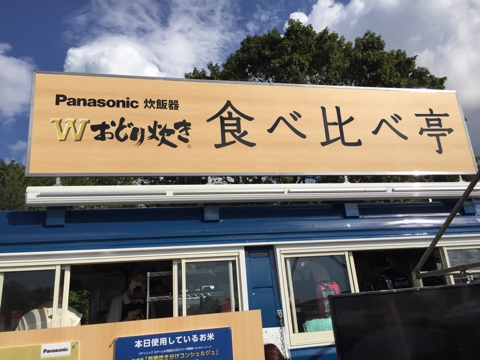 Panasonic 炊飯器
Wおどり炊き®
食べ比べ亭
Panasonic
本日使用しているお米